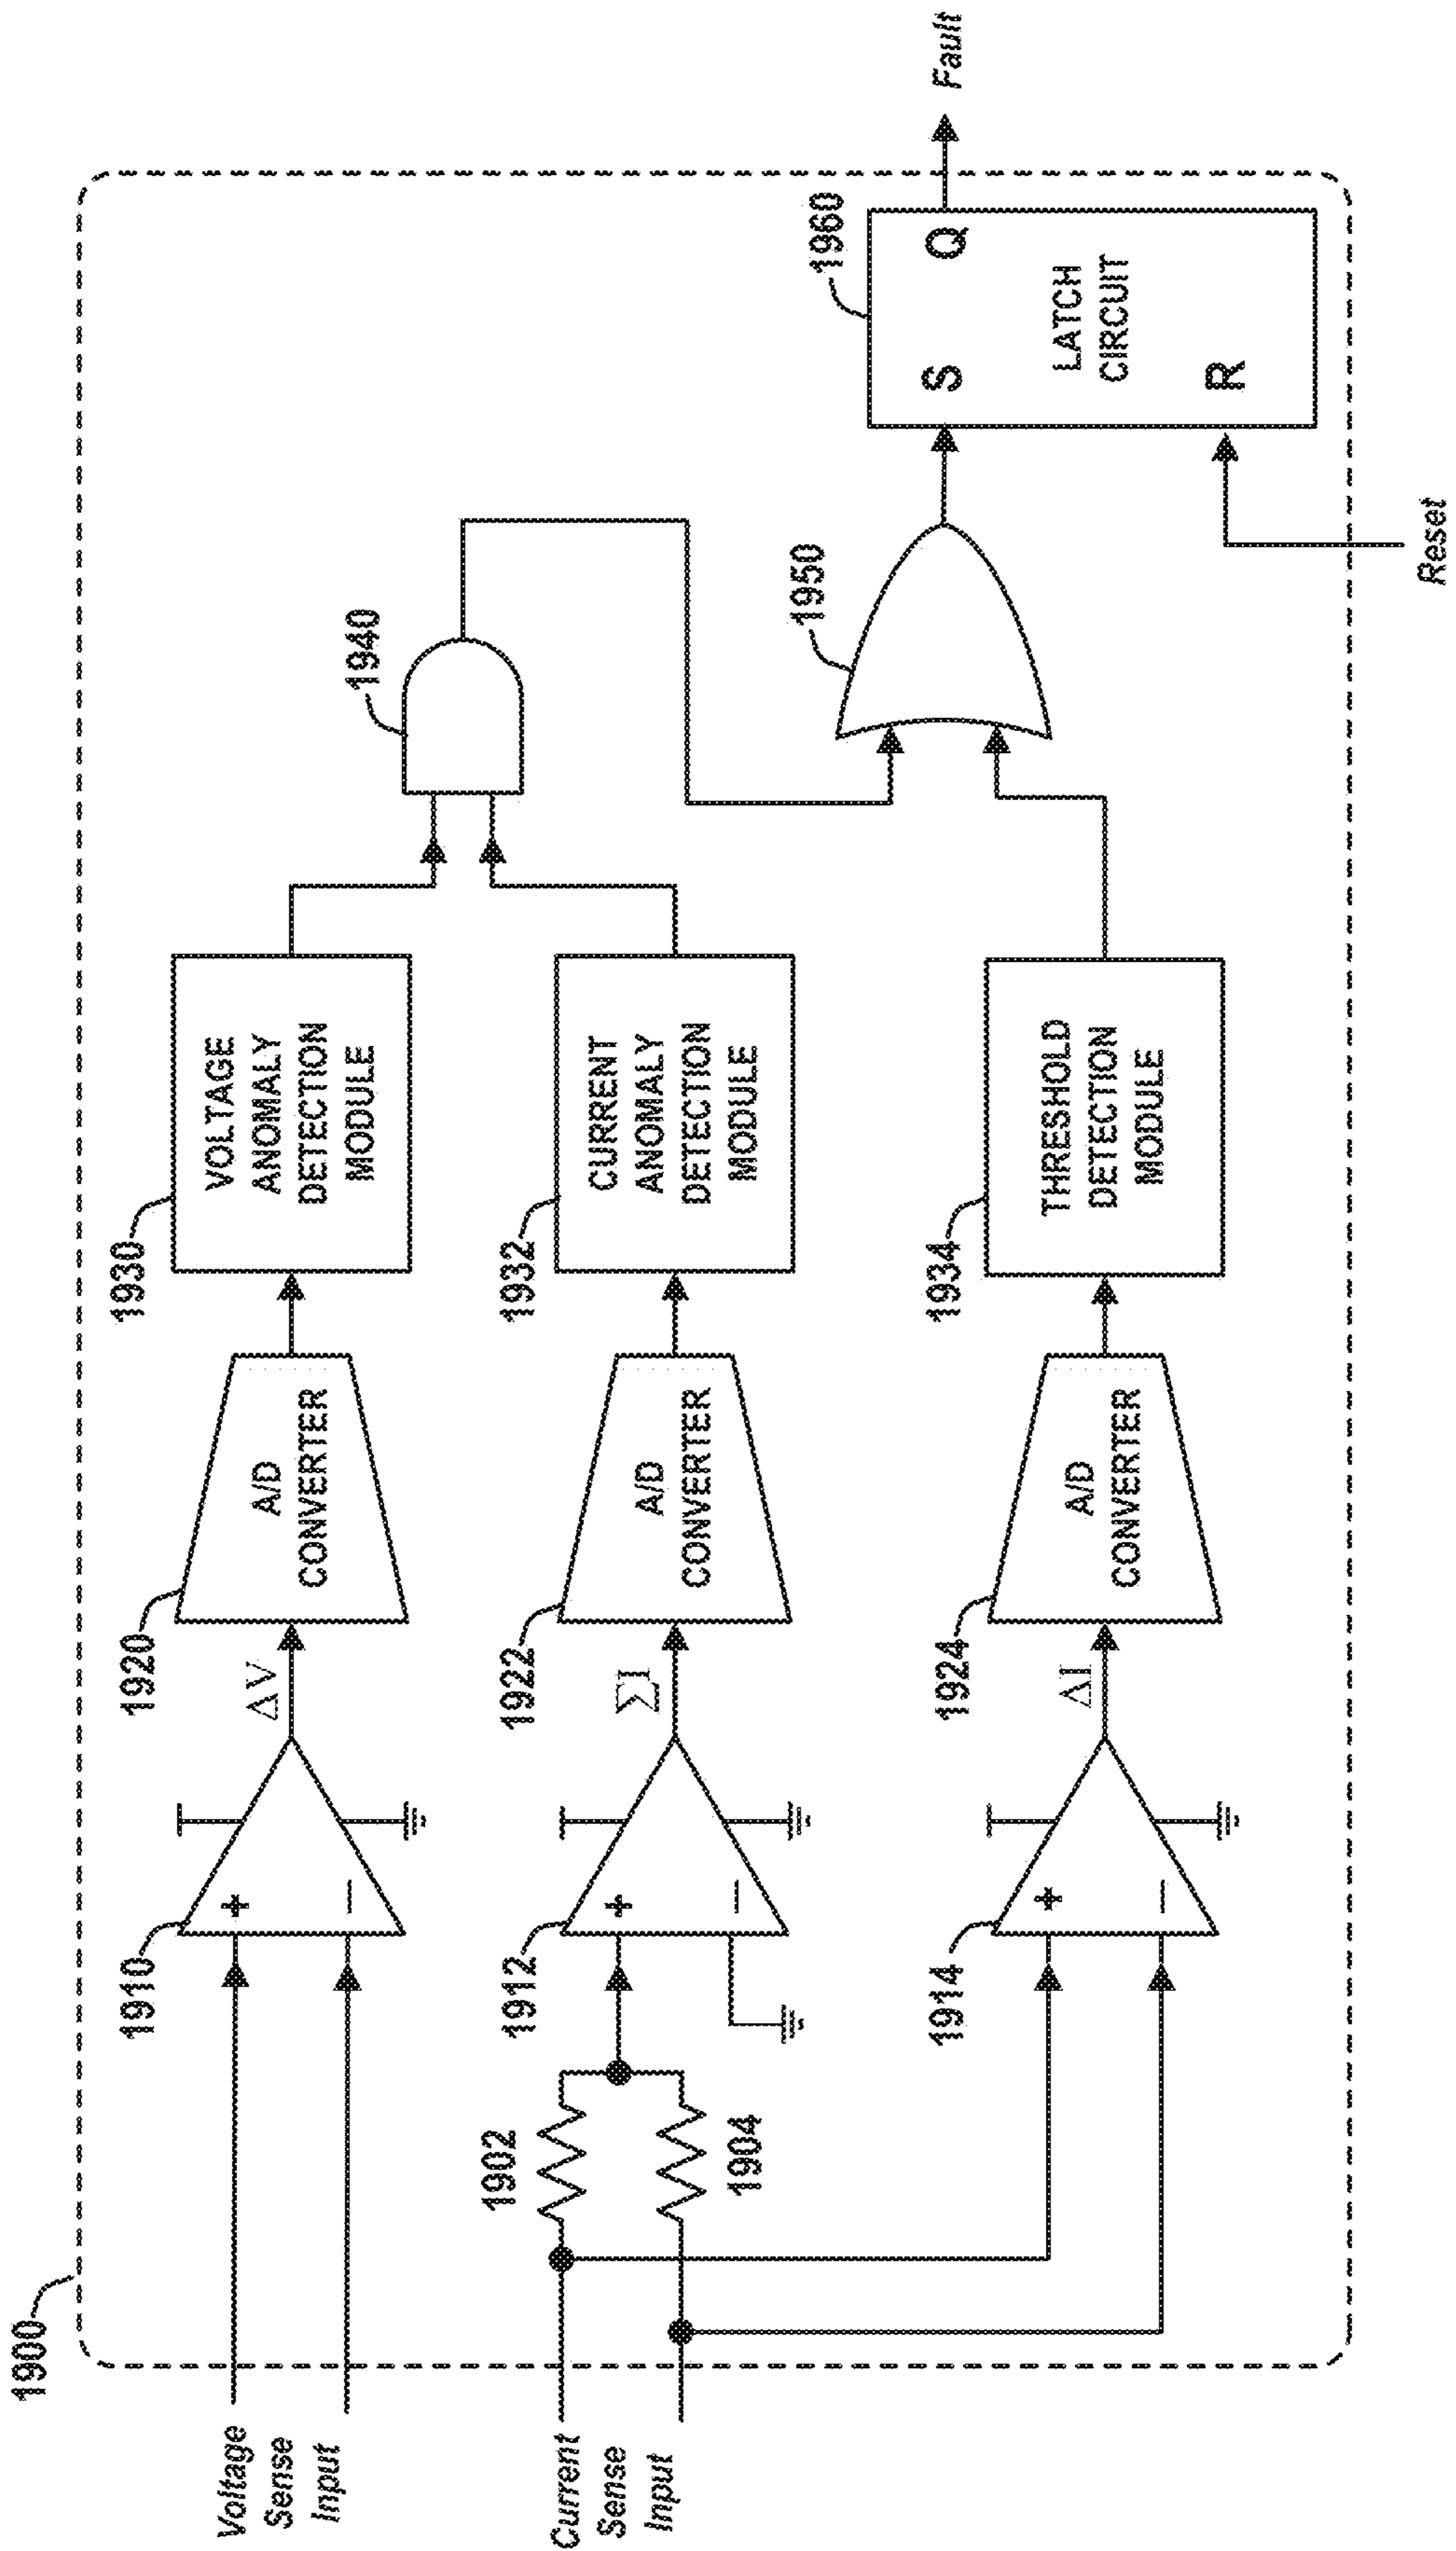 1900
Voltage
Sense
Input
1910
+
−
ΔV
1920
A/D
CONVERTER
1930
VOLTAGE
ANOMALY
DETECTION
MODULE
1940
Current
Sense
Input
1902
1904
1912
+
−
ΣI
1922
A/D
CONVERTER
1932
CURRENT
ANOMALY
DETECTION
MODULE
1914
+
−
ΔI
1924
A/D
CONVERTER
1934
THRESHOLD
DETECTION
MODULE
1950
1960
S
Q
LATCH
CIRCUIT
R
Fault
Reset